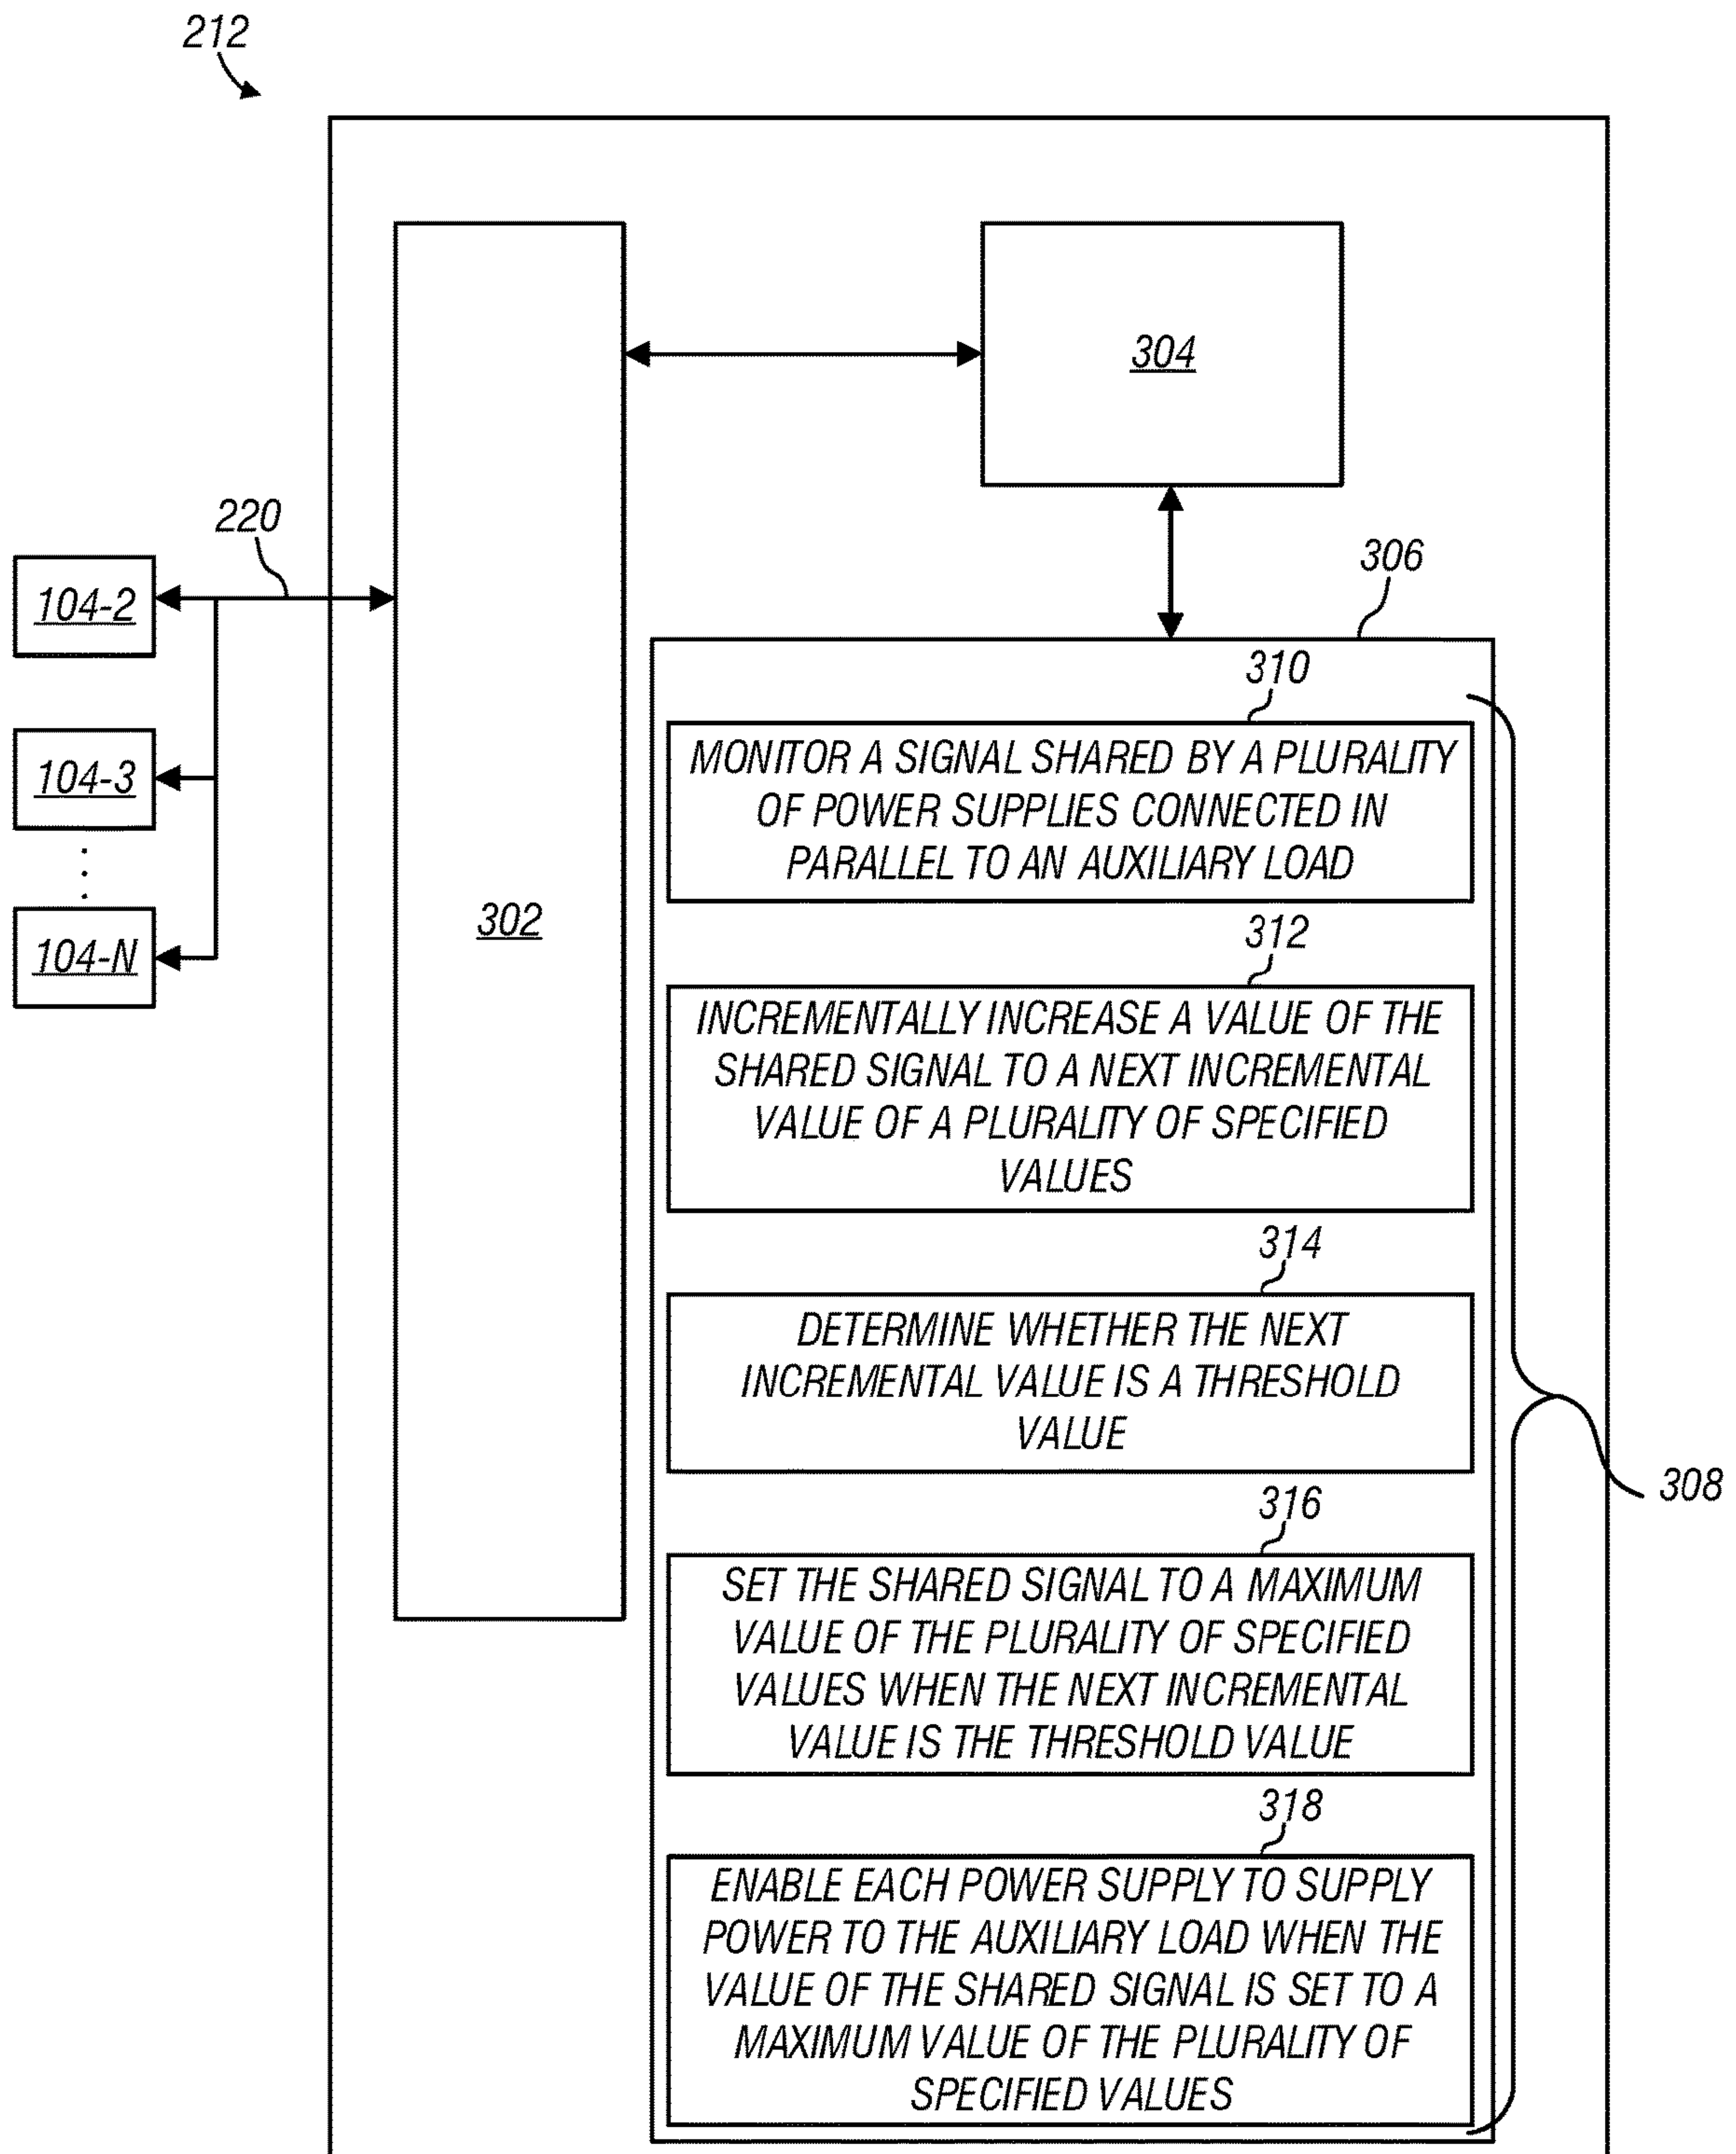 212
304
220
306
104-2
310
MONITOR A SIGNAL SHARED BY A PLURALITY
OF POWER SUPPLIES CONNECTED IN
PARALLEL TO AN AUXILIARY LOAD
104-3
302
312
104-N
INCREMENTALLY INCREASE A VALUE OF THE
SHARED SIGNAL TO A NEXT INCREMENTAL
VALUE OF A PLURALITY OF SPECIFIED
VALUES
314
DETERMINE WHETHER THE NEXT
INCREMENTAL VALUE IS A THRESHOLD
VALUE
308
316
SET THE SHARED SIGNAL TO A MAXIMUM
VALUE OF THE PLURALITY OF SPECIFIED
VALUES WHEN THE NEXT INCREMENTAL
VALUE IS THE THRESHOLD VALUE
318
ENABLE EACH POWER SUPPLY TO SUPPLY
POWER TO THE AUXILIARY LOAD WHEN THE
VALUE OF THE SHARED SIGNAL IS SET TO A
MAXIMUM VALUE OF THE PLURALITY OF
SPECIFIED VALUES